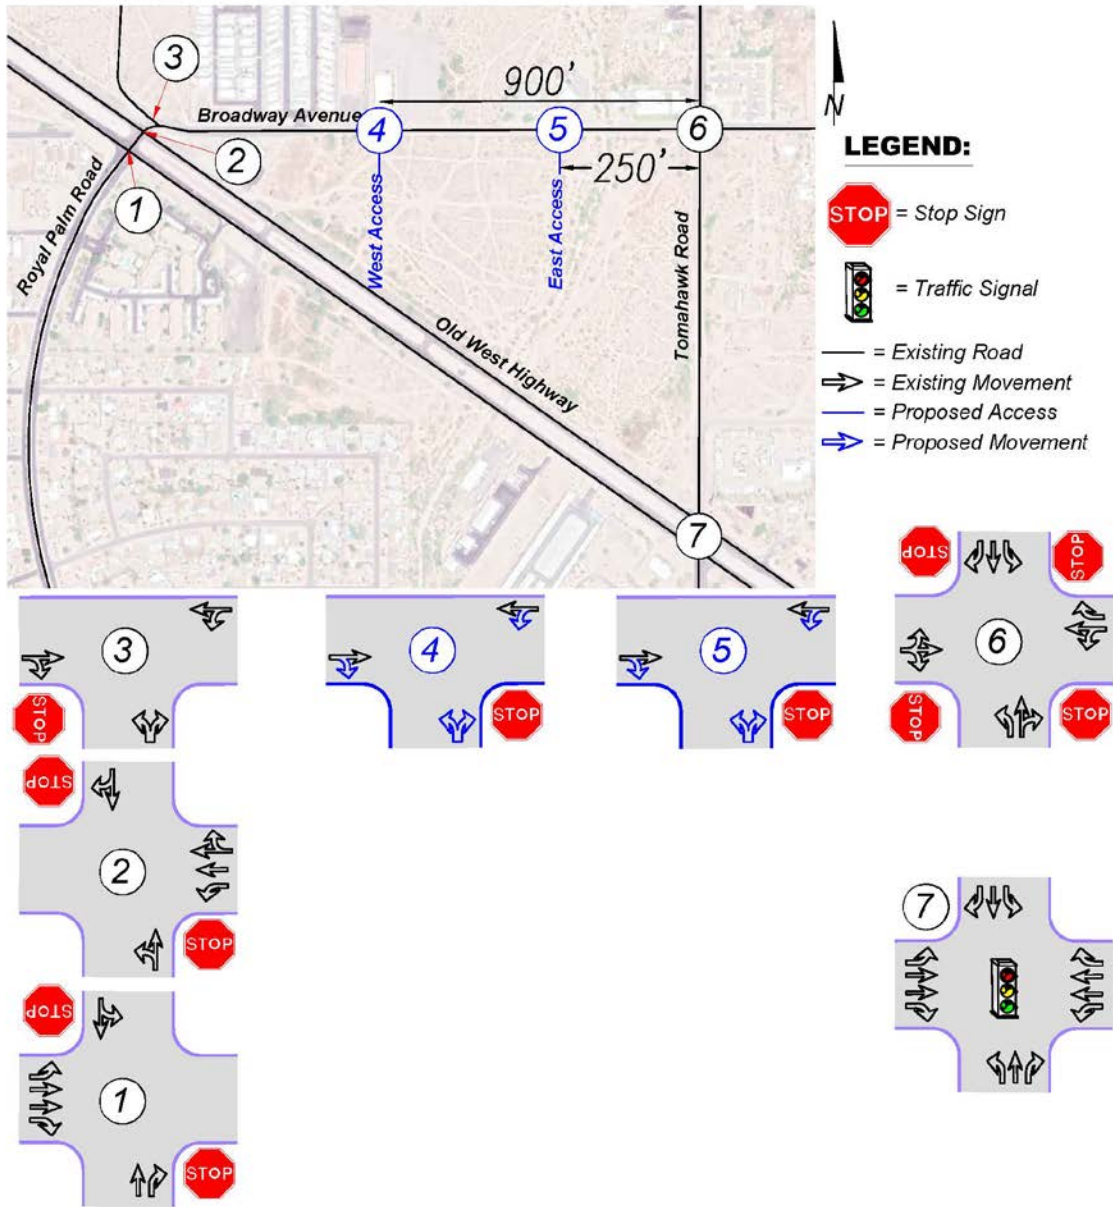 3
900'
Broadway Avenue
4
5
6
2
250'
1
Royal Palm Road
West Access
East Access
Tomahawk Road
Old West Highway
7
N
LEGEND:
STOP = Stop Sign
= Traffic Signal
= Existing Road
= Existing Movement
= Proposed Access
= Proposed Movement
STOP
STOP
3
4
5
6
STOP
STOP
STOP
STOP
STOP
STOP
2
STOP
7
STOP
1
STOP